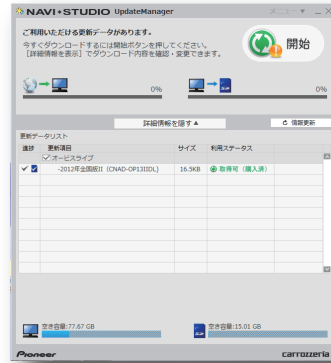 NAVI*STUDIO UpdateManager
メニュー ▼
ご利用いただける更新データがあります。
今すぐダウンロードするには開始ボタンを押してください。
[詳細情報を表示] でダウンロード内容を確認・変更できます。
開始
0%
0%
詳細情報を隠す▲
情報更新
更新データリスト
進捗 更新項目 サイズ 利用ステータス
オービスライブ
-2012年全国版II (CNAD-OP13IIDL) 16.5KB 取得可（購入済）
空き容量:77.67 GB
空き容量:15.01 GB
Pioneer
carrozzeria